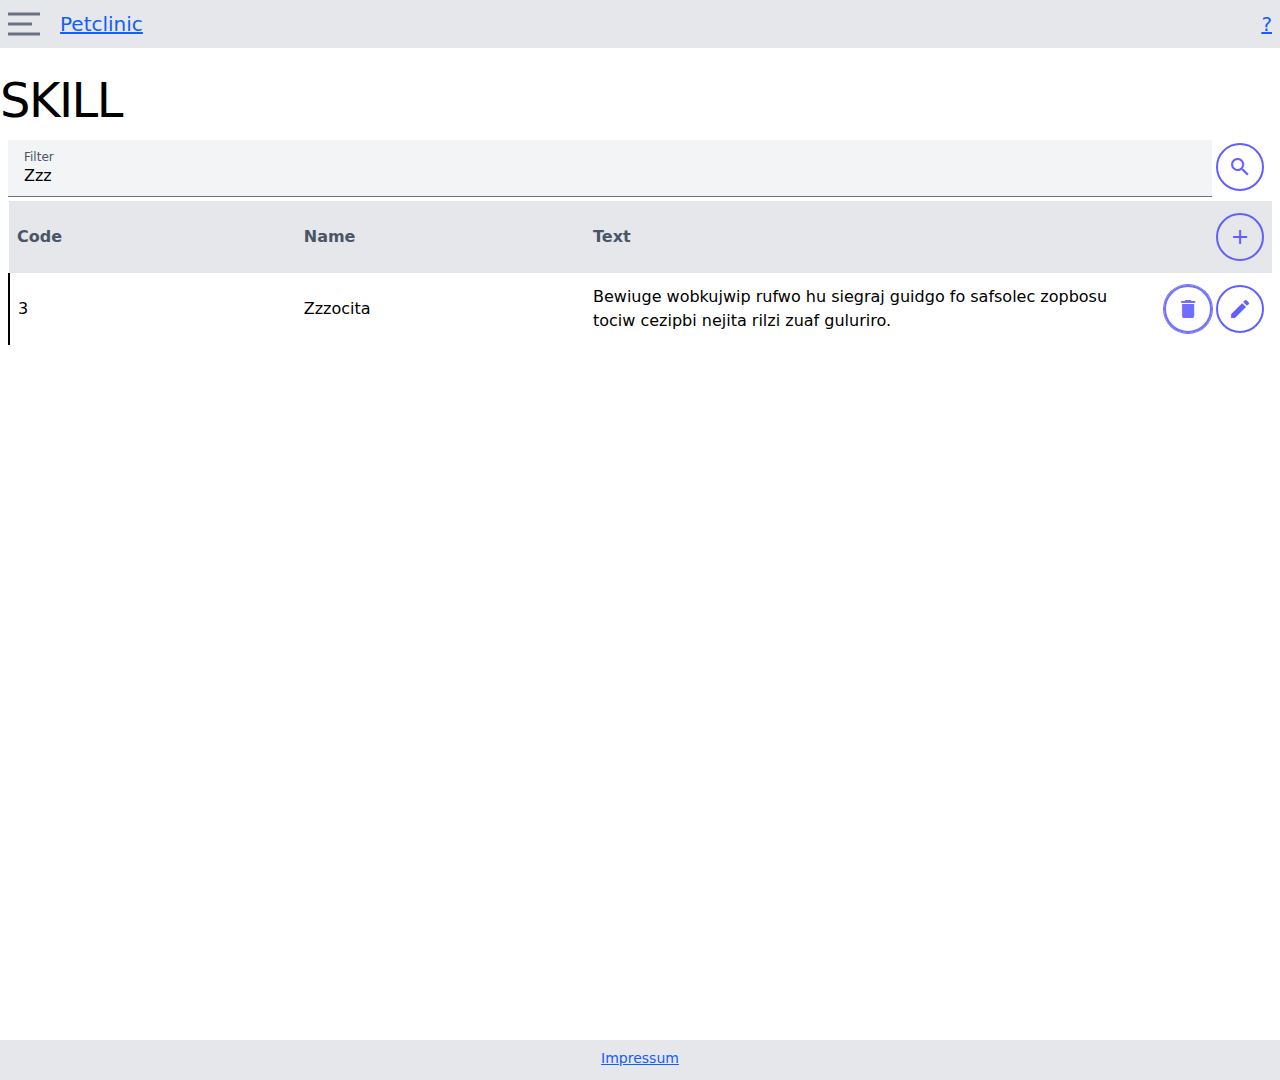 Petclinic
?
SKILL
Filter
Zzz
Code Name Text
3 Zzzocita Bewiuge wobkujwip rufwo hu siegraj guidgo fo safsolec zopbosu
tociw cezipbi nejita rilzi zuaf guluriro.
Impressum